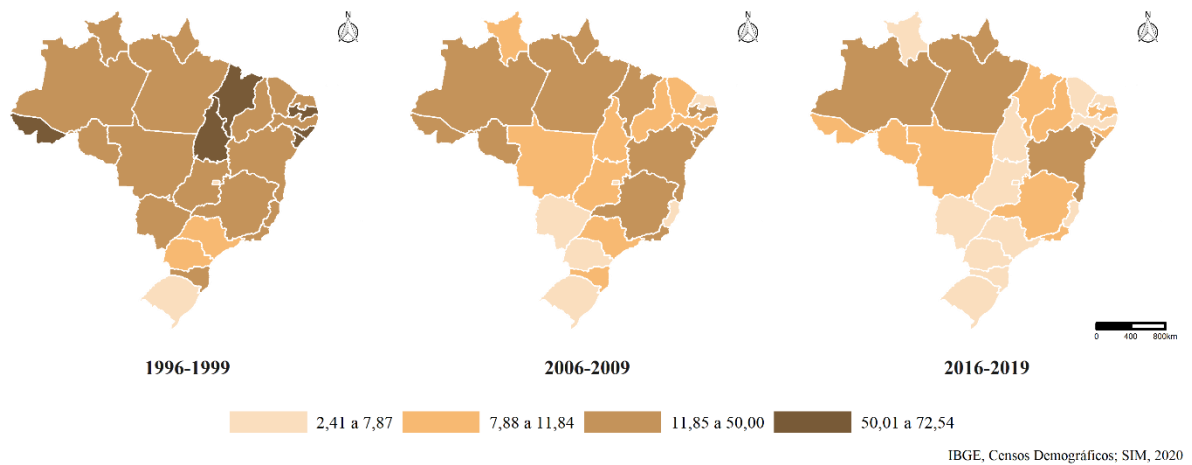 0 400 800km
1996-1999 2006-2009 2016-2019
2,41 a 7,87 7,88 a 11,84 11,85 a 50,00 50,01 a 72,54
IBGE, Censos Demográficos; SIM, 2020